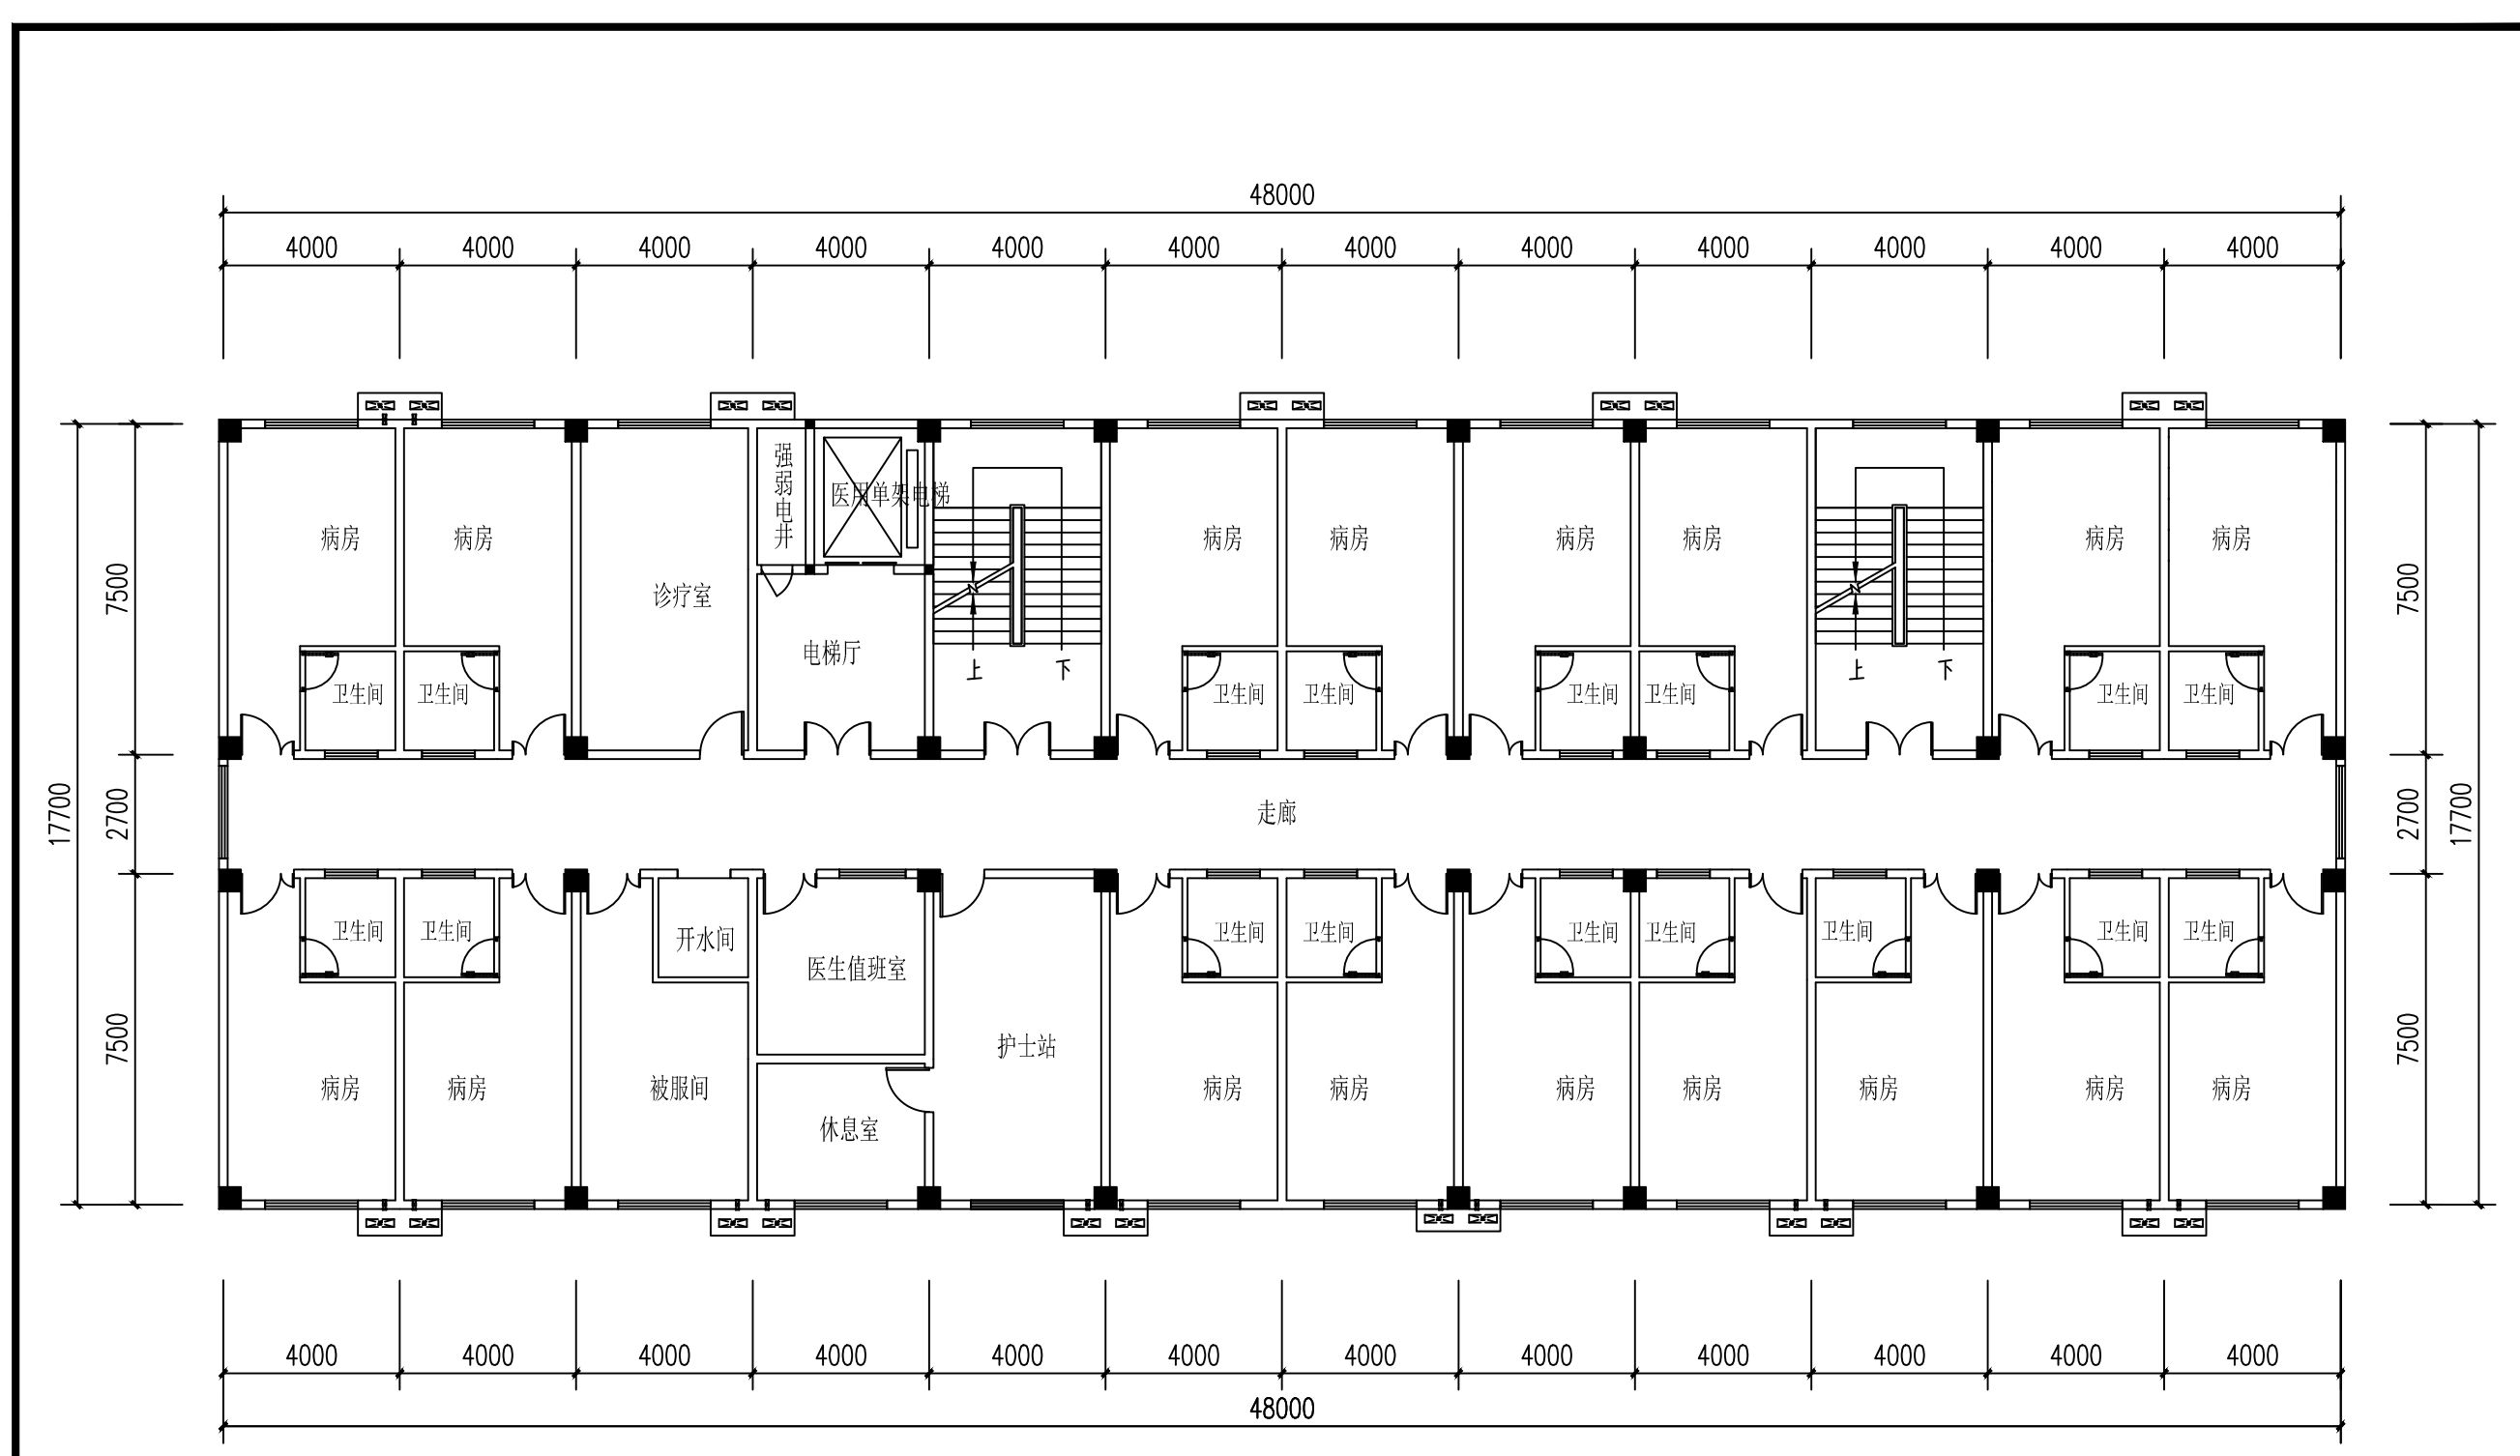 48000
4000 4000 4000 4000 4000 4000 4000 4000 4000 4000 4000 4000
17700
7500
2700
7500
7500
2700
7500
17700
强弱电井
医用单架电梯
病房 病房 病房 病房 病房 病房 病房 病房
诊疗室
电梯厅
上 下 上 下
卫生间 卫生间 卫生间 卫生间 卫生间 卫生间 卫生间 卫生间
走廊
卫生间 卫生间 卫生间 卫生间 卫生间 卫生间 卫生间 卫生间 卫生间
开水间
医生值班室
护士站
病房 病房 被服间 病房 病房 病房 病房 病房 病房 病房
休息室
4000 4000 4000 4000 4000 4000 4000 4000 4000 4000 4000 4000
48000